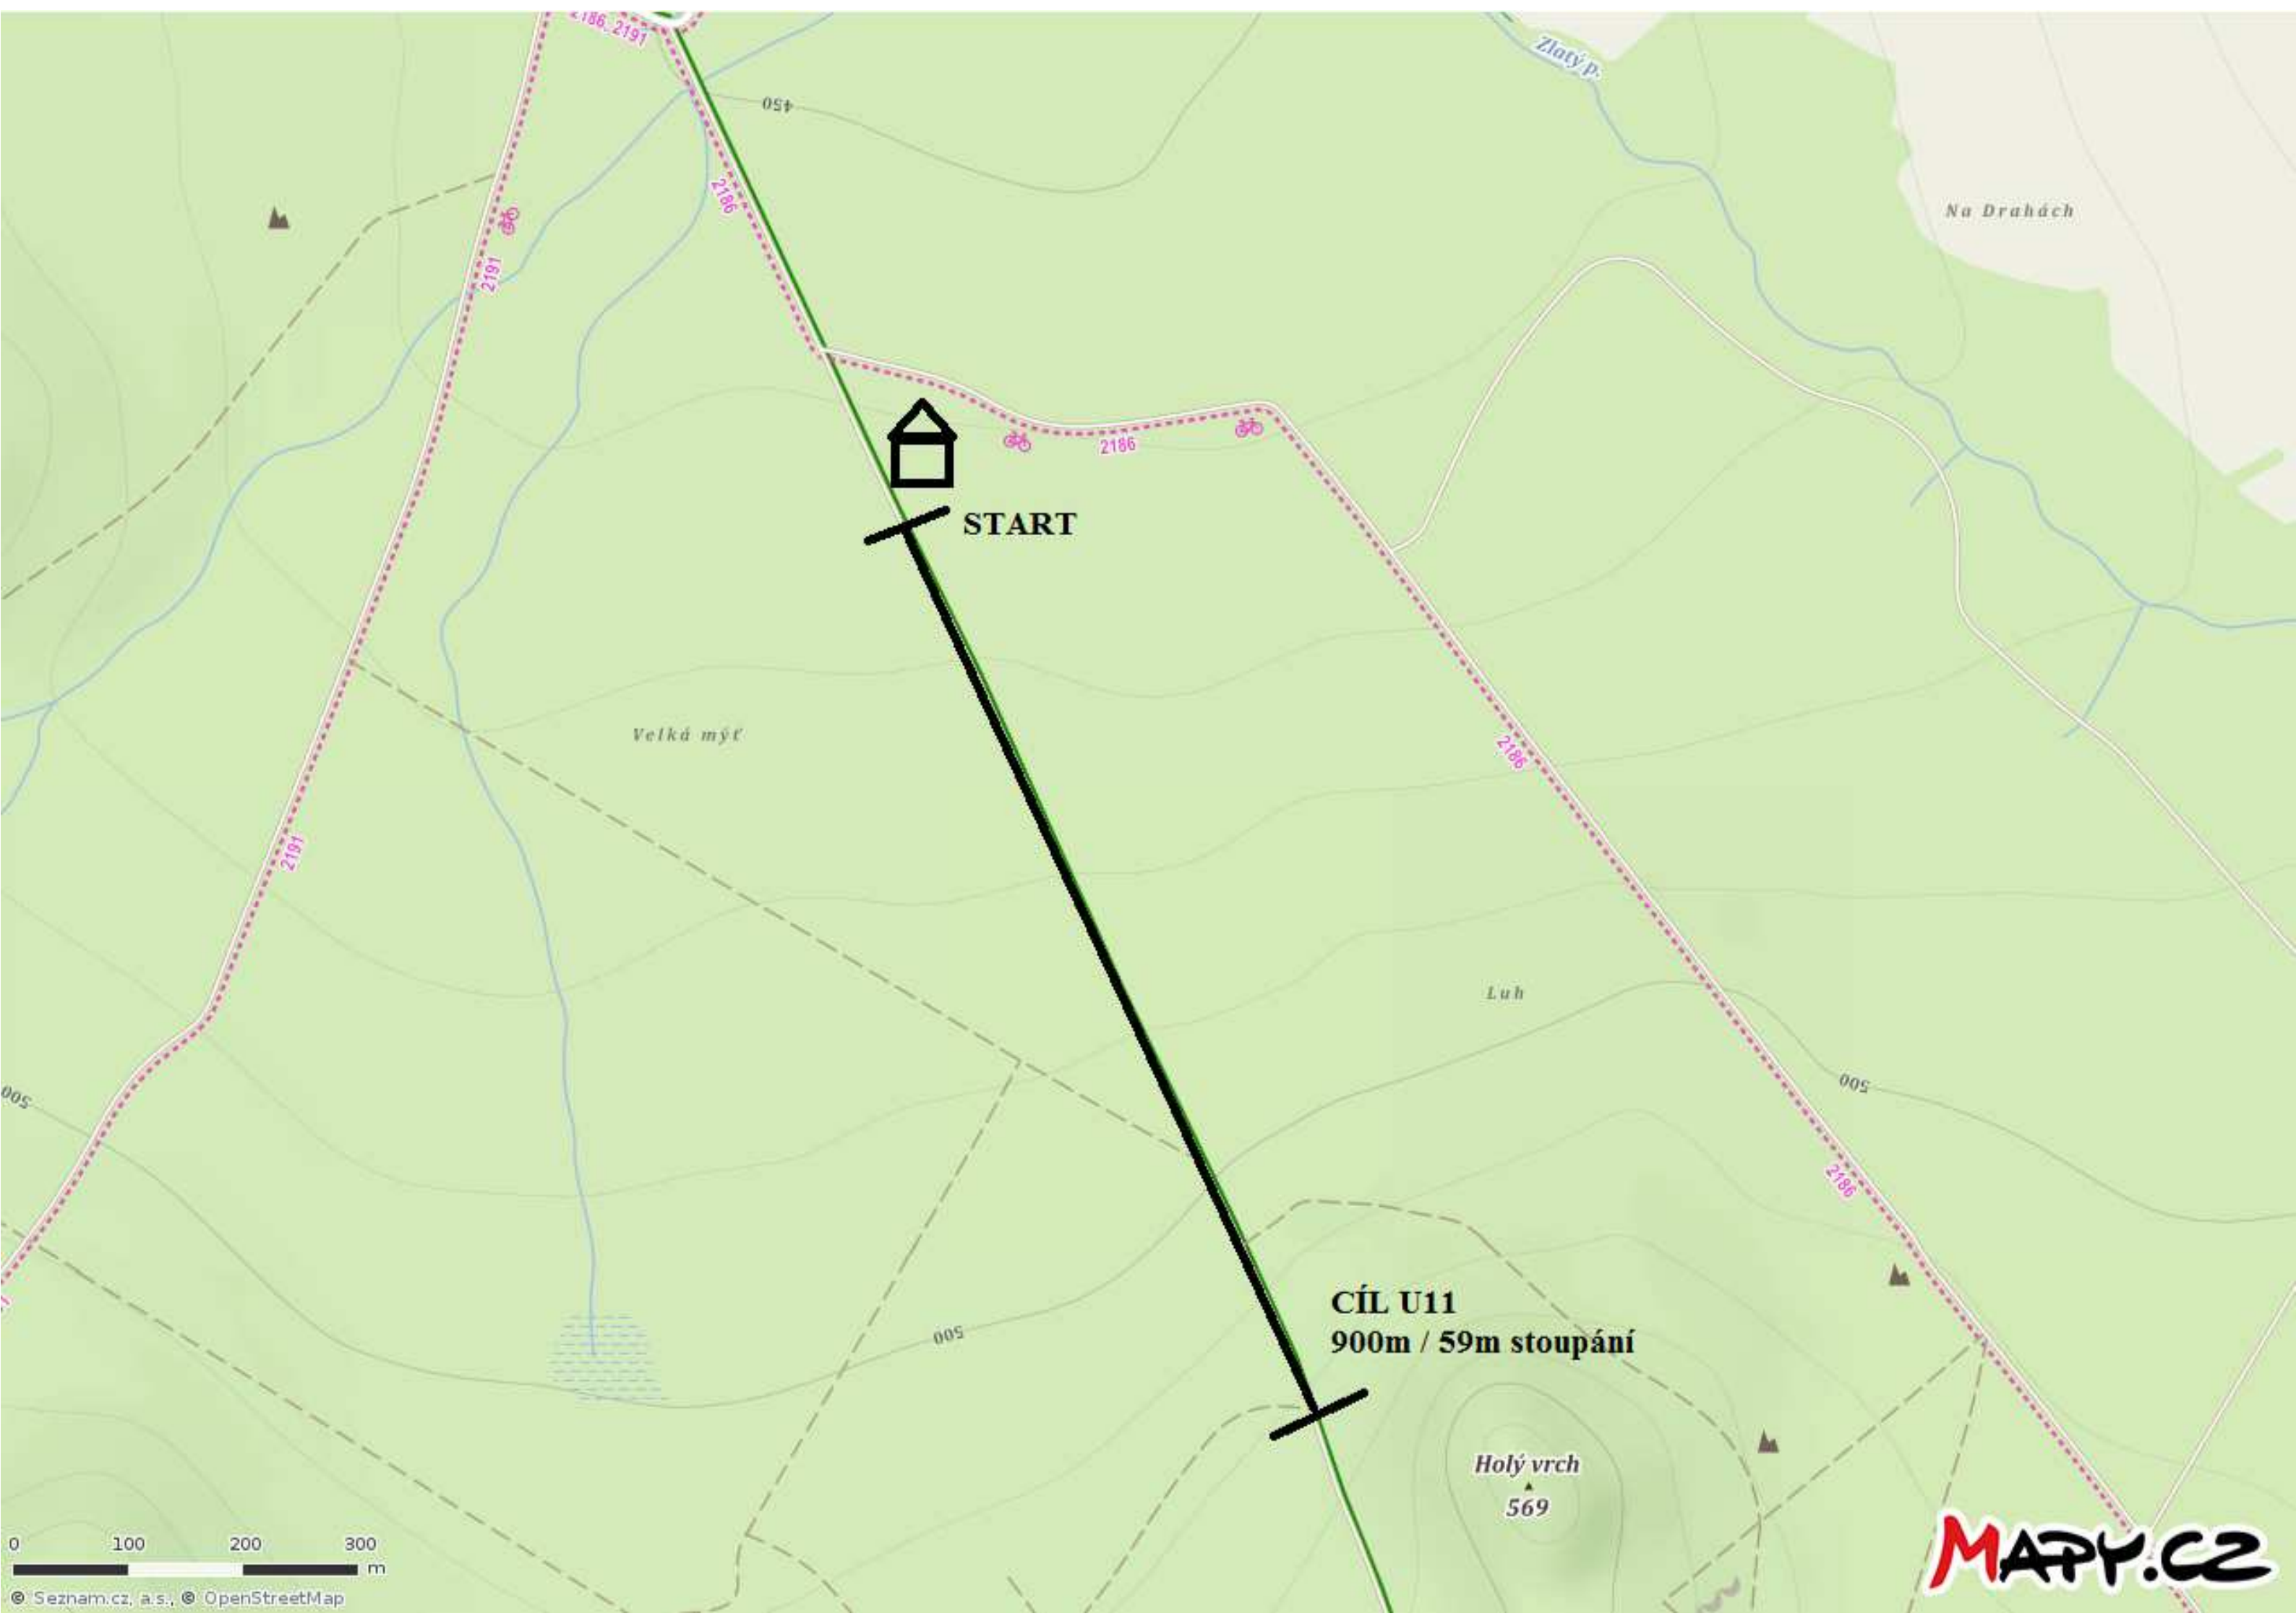 2186, 2191
Zlatý p.
450
2186
Na Drahách
2191
START
2186
Velká mýť
2186
2191
Luh
500
500
2186
CÍL U11
900m / 59m stoupání
500
Holý vrch
569
0 100 200 300
m
MAPY.CZ
© Seznam.cz, a.s., © OpenStreetMap